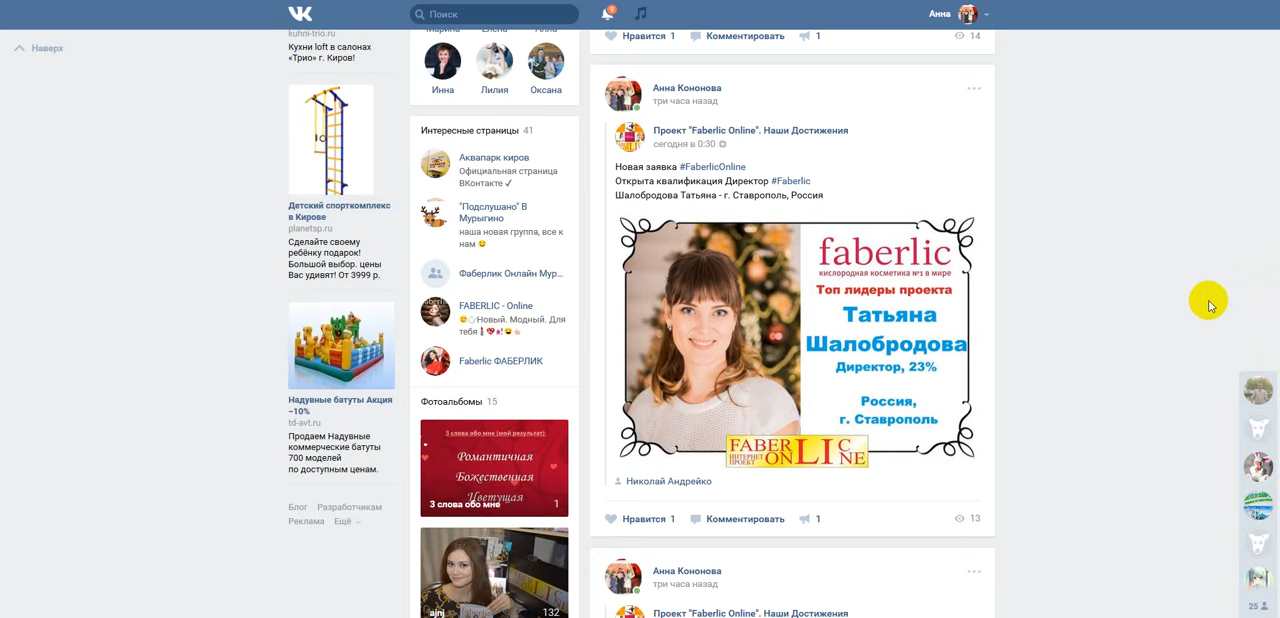 VK
Поиск
9
Анна
Наверх
kuhni-trio.ru
Кухни loft в салонах
«Трио» г. Киров!
Детский спорткомплекс
в Кирове
planetsp.ru
Сделайте своему
ребёнку подарок!
Большой выбор. цены
Вас удивят! От 3999 р.
Надувные батуты Акция
−10%
td-avt.ru
Продаем Надувные
коммерческие батуты
700 моделей
по доступным ценам.
Блог Разработчикам
Реклама Ещё
Марина Елена Алла
Инна Лилия Оксана
Интересные страницы 41
Аквапарк киров
Официальная страница
ВКонтакте ✓
"Подслушано" В
Мурыгино
наша новая группа, все к
нам
Фаберлик Онлайн Мур...
FABERLIC - Online
Новый. Модный. Для
тебя
Faberlic ФАБЕРЛИК
Фотоальбомы 15
3 слова обо мне (мой результат):
Романтичная
Божественная
Цветущая
3 слова обо мне 1
ajnj 132
Нравится 1 Комментировать 1 14
Анна Кононова
три часа назад
Проект "Faberlic Online". Наши Достижения
сегодня в 0:30
Новая заявка #FaberlicOnline
Открыта квалификация Директор #Faberlic
Шалобродова Татьяна - г. Ставрополь, Россия
faberlic
кислородная косметика №1 в мире
Топ лидеры проекта
Татьяна
Шалобродова
Директор, 23%
Россия,
г. Ставрополь
FABERLIC
ИНТЕРНЕТ ПРОЕКТ ONLINE
Николай Андрейко
Нравится 1 Комментировать 1 13
Анна Кононова
три часа назад
Проект "Faberlic Online". Наши Достижения
25